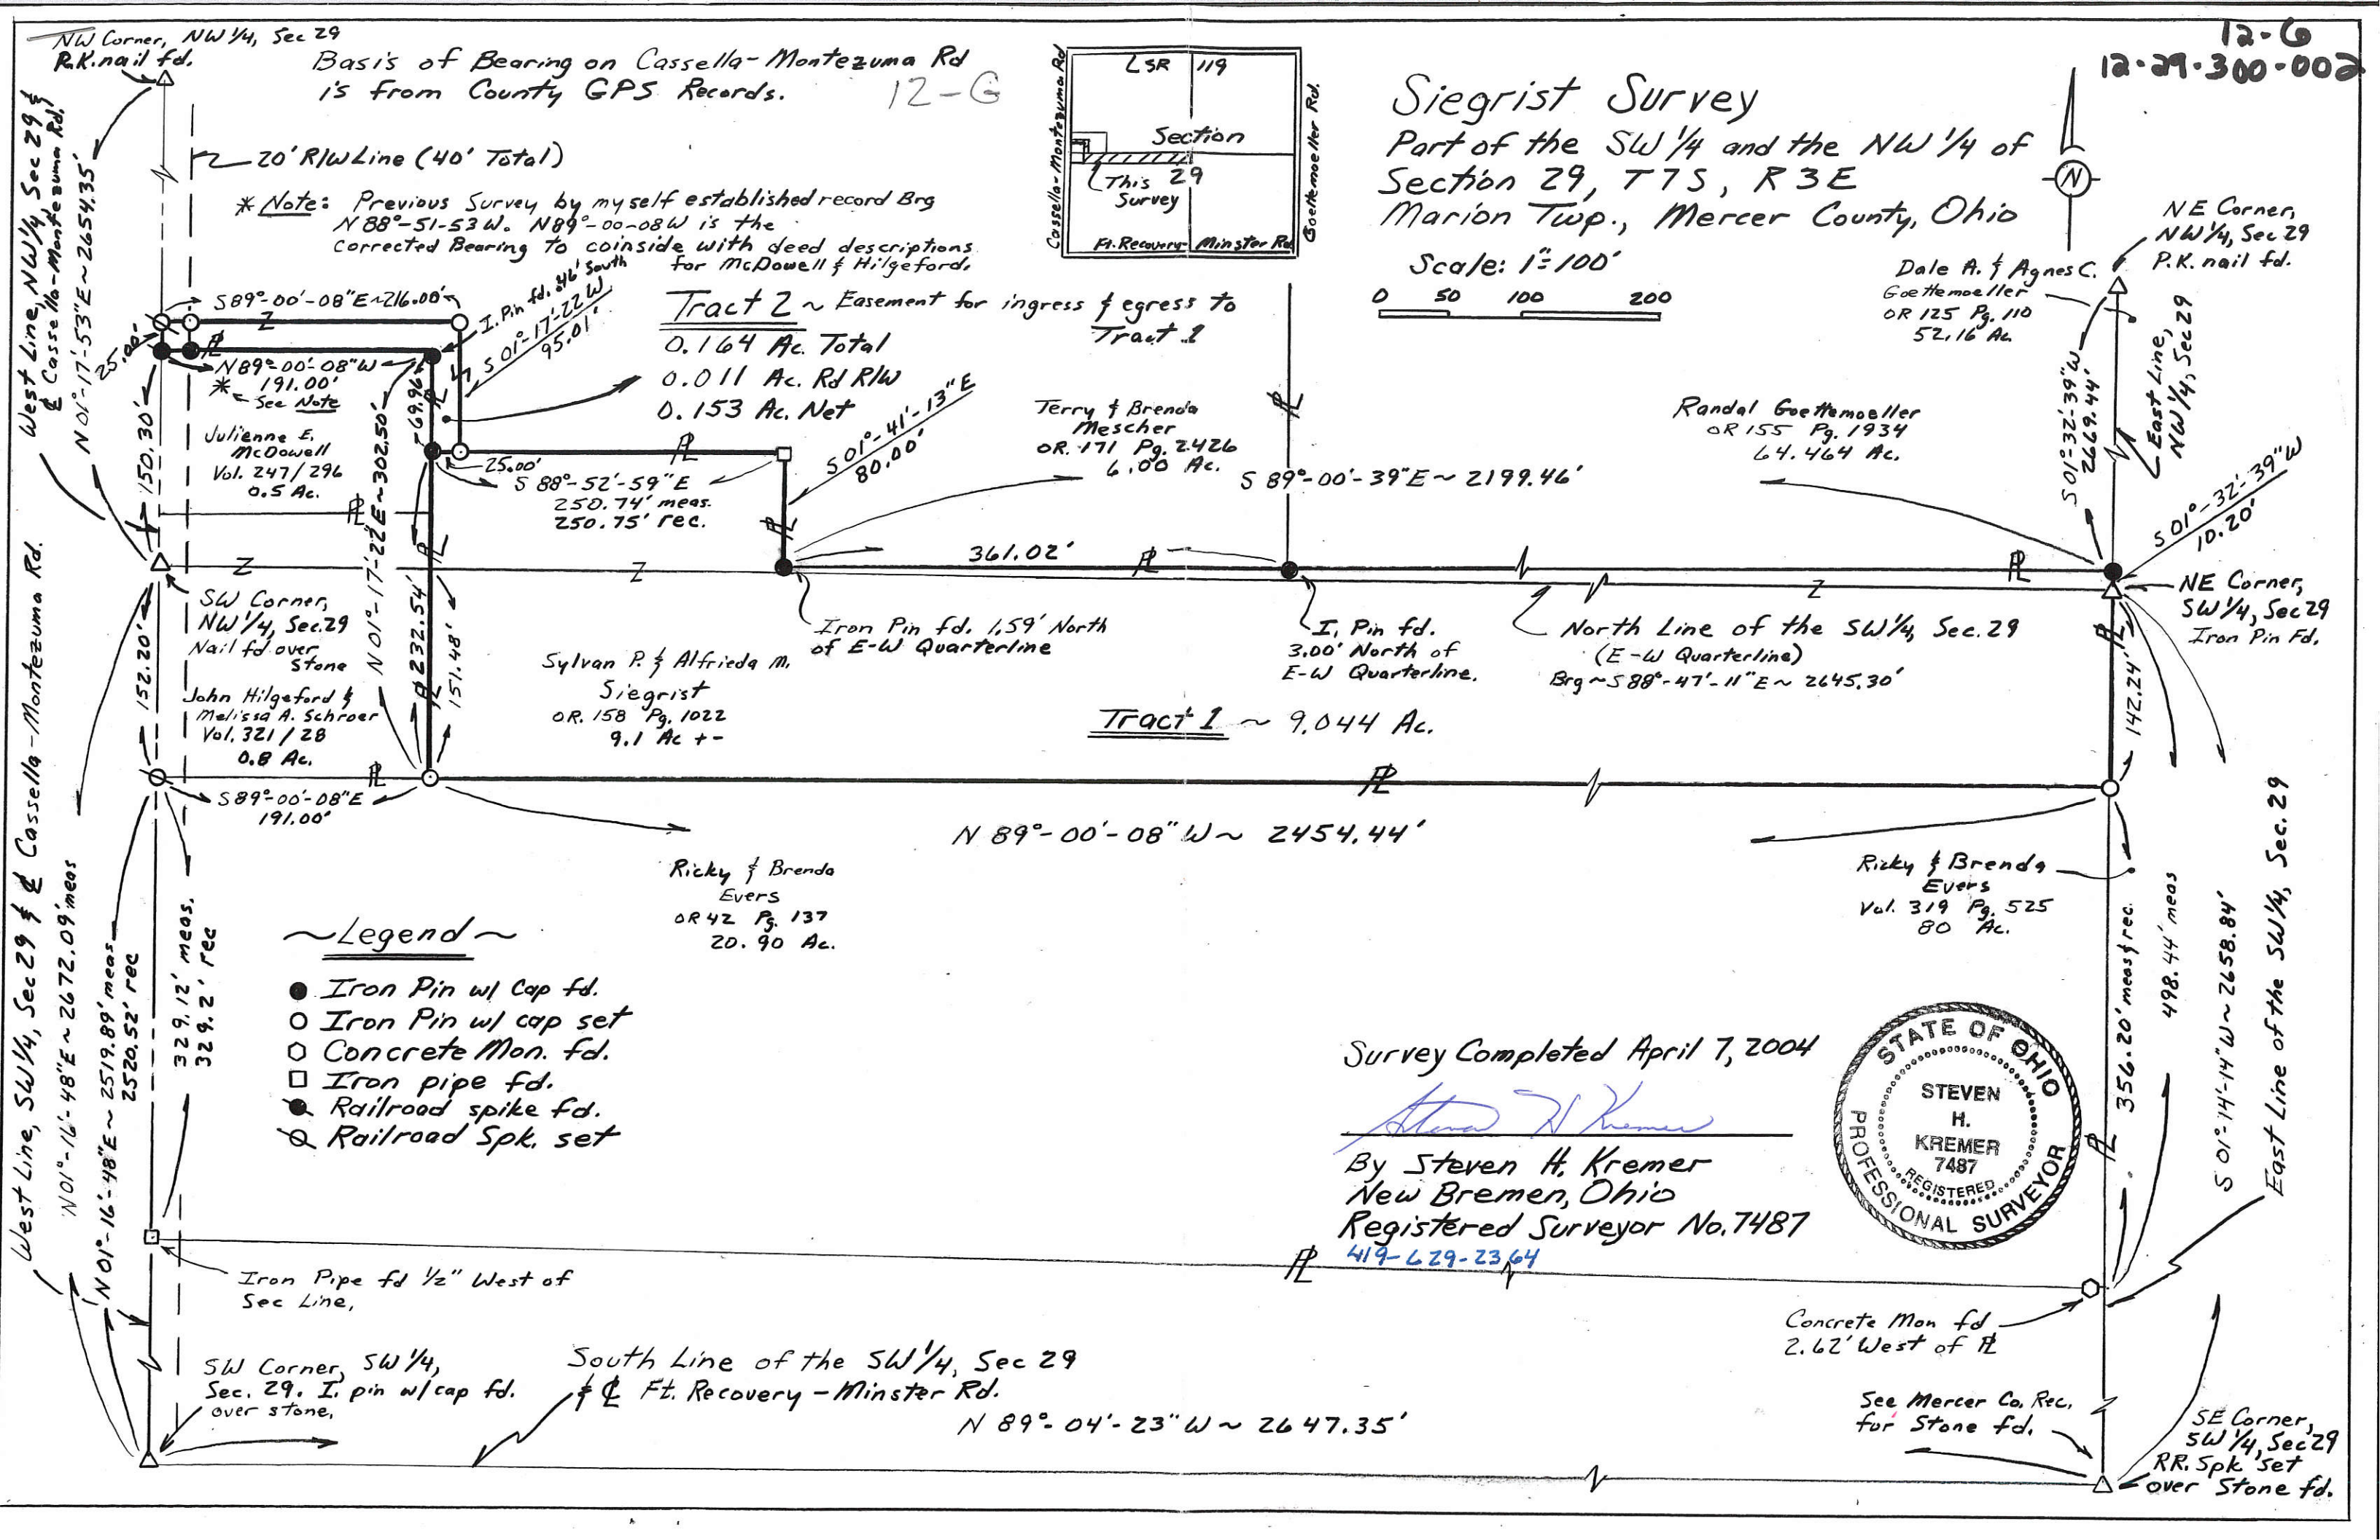 NW Corner, NW 1/4, Sec 29
P.K. nail fd.
Basis of Bearing on Cassella-Montezuma Rd
is from County GPS Records.
12-G
12-G
12-29-300-002
20' R/W Line (40' Total)
* Note: Previous Survey by myself established record Brg
N 88°-51-53 W. N89°-00-08 W is the
corrected Bearing to coinside with deed descriptions
for McDowell & Hilgeford.
SR 119
Section
29
This
Survey
Cassella-Montezuma Rd
Goettemoeller Rd.
Ft. Recovery Minster Rd
Siegrist Survey
Part of the SW 1/4 and the NW 1/4 of
Section 29, T7S, R3E
Marion Twp., Mercer County, Ohio
Scale: 1"=100'
0 50 100 200
N
NE Corner,
NW 1/4, Sec 29
P.K. nail fd.
Dale A. & Agnes C.
Goettemoeller
OR 125 Pg. 110
52.16 Ac.
East Line,
NW 1/4, Sec 29
S 01°-32'-39" W
2669.44'
West Line, NW 1/4, Sec 29 &
℄ Cassella-Montezuma Rd.
N 01°-17'-53" E ~ 2654.35'
S 89°-00'-08" E ~ 216.00'
25.00'
I. Pin fd. .46' South
S 01°-17'-22 W
95.01'
N 89°-00'-08" W
* 191.00'
See Note
69.96'
Tract 2 ~ Easement for ingress & egress to
Tract 1
0.164 Ac. Total
0.011 Ac. Rd R/W
0.153 Ac. Net
Julienne E.
McDowell
Vol. 247/296
0.5 Ac.
150.30'
N 01°-17'-22" E ~ 302.50'
25.00'
S 88°-52'-59" E
250.74' meas.
250.75' rec.
S 01°-41'-13" E
80.00'
Terry & Brenda
Mescher
OR. 171 Pg. 2426
6.00 Ac.
S 89°-00'-39" E ~ 2199.46'
Randal Goettemoeller
OR 155 Pg. 1934
64.464 Ac.
S 01°-32'-39" W
10.20'
361.02'
SW Corner,
NW 1/4, Sec. 29
Nail fd over
Stone
152.20'
232.54'
151.48'
Iron Pin fd. 1.59' North
of E-W Quarterline
I. Pin fd.
3.00' North of
E-W Quarterline.
North Line of the SW 1/4, Sec. 29
(E-W Quarterline)
Brg ~ S 88°-47'-11" E ~ 2645.30'
NE Corner,
SW 1/4, Sec 29
Iron Pin Fd.
John Hilgeford &
Melissa A. Schroer
Vol. 321/28
0.8 Ac.
Sylvan P. & Alfrieda M.
Siegrist
OR. 158 Pg. 1022
9.1 Ac +-
Tract 1 ~ 9.044 Ac.
142.24'
S 89°-00'-08" E
191.00'
N 89°-00'-08" W ~ 2454.44'
Ricky & Brenda
Evers
OR 42 Pg. 137
20.90 Ac.
Ricky & Brenda
Evers
Vol. 319 Pg. 525
80 Ac.
West Line, SW 1/4, Sec 29 & ℄ Cassella-Montezuma Rd.
N 01°-16'-48" E ~ 2672.09' meas
N 01°-16'-48" E ~ 2519.89' meas
2520.52' rec
329.12' meas.
329.2' rec
~Legend~
Iron Pin w/ Cap fd.
Iron Pin w/ cap set
Concrete Mon. fd.
Iron pipe fd.
Railroad spike fd.
Railroad Spk. set
Survey Completed April 7, 2004
Steven H Kremer
By Steven H. Kremer
New Bremen, Ohio
Registered Surveyor No. 7487
419-629-2364
STATE OF OHIO
STEVEN
H.
KREMER
7487
REGISTERED
PROFESSIONAL SURVEYOR
356.20' meas & rec.
498.44' meas
S 01°-14'-14" W ~ 2658.84'
East Line of the SW 1/4, Sec. 29
Iron Pipe fd 1/2" West of
Sec Line.
Concrete Mon fd
2.62' West of ℙL
SW Corner, SW 1/4,
Sec. 29. I. pin w/cap fd.
over stone.
South Line of the SW 1/4, Sec 29
& ℄ Ft. Recovery-Minster Rd.
N 89°-04'-23" W ~ 2647.35'
See Mercer Co. Rec.
for Stone fd.
SE Corner,
SW 1/4, Sec 29
RR. Spk set
over Stone fd.